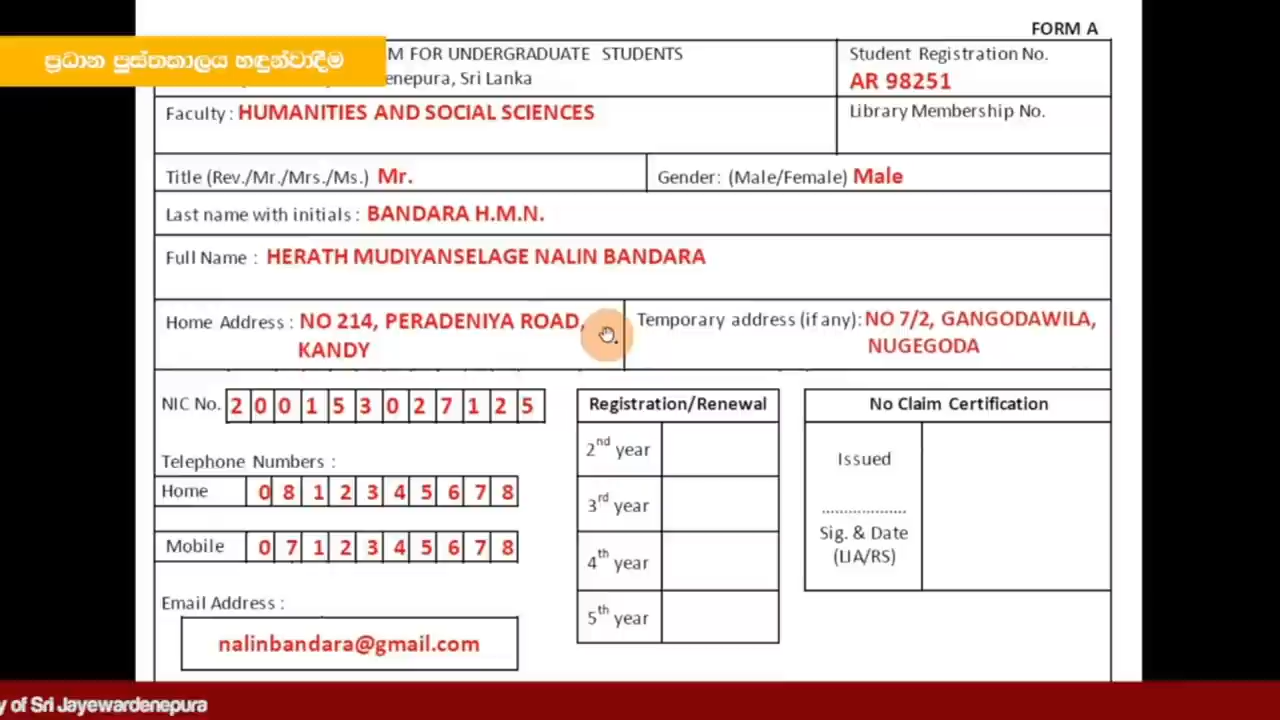 FORM A
ප්‍රධාන පුස්තකාලය හඳුන්වාදීම
M FOR UNDERGRADUATE STUDENTS
enepura, Sri Lanka
Student Registration No.
AR 98251
Faculty : HUMANITIES AND SOCIAL SCIENCES
Library Membership No.
Title (Rev./Mr./Mrs./Ms.) Mr.
Gender: (Male/Female) Male
Last name with initials : BANDARA H.M.N.
Full Name : HERATH MUDIYANSELAGE NALIN BANDARA
Home Address : NO 214, PERADENIYA ROAD,
KANDY
Temporary address (if any): NO 7/2, GANGODAWILA,
NUGEGODA
NIC No. 2 0 0 1 5 3 0 2 7 1 2 5
Telephone Numbers :
Home 0 8 1 2 3 4 5 6 7 8
Mobile 0 7 1 2 3 4 5 6 7 8
Email Address :
nalinbandara@gmail.com
Registration/Renewal
2nd year
3rd year
4th year
5th year
No Claim Certification
Issued
.....................
Sig. & Date
(LIA/RS)
y of Sri Jayewardenepura